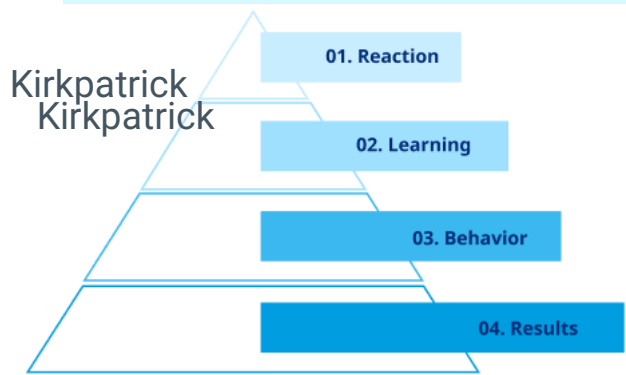 01. Reaction
Kirkpatrick
Kirkpatrick
02. Learning
03. Behavior
04. Results